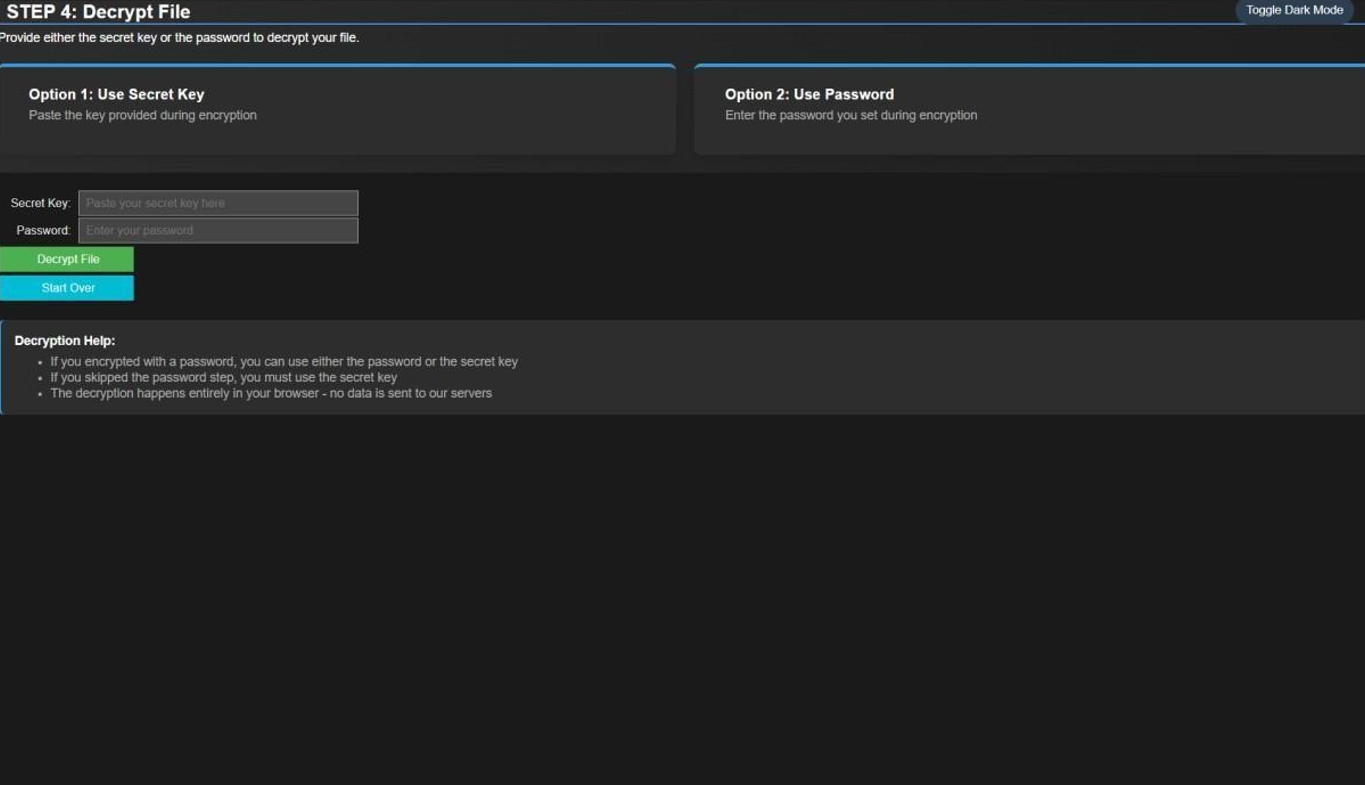 STEP 4: Decrypt File
Toggle Dark Mode
Provide either the secret key or the password to decrypt your file.
Option 1: Use Secret Key
Paste the key provided during encryption
Option 2: Use Password
Enter the password you set during encryption
Secret Key: Paste your secret key here
Password: Enter your password
Decrypt File
Start Over
Decryption Help:
• If you encrypted with a password, you can use either the password or the secret key
• If you skipped the password step, you must use the secret key
• The decryption happens entirely in your browser - no data is sent to our servers